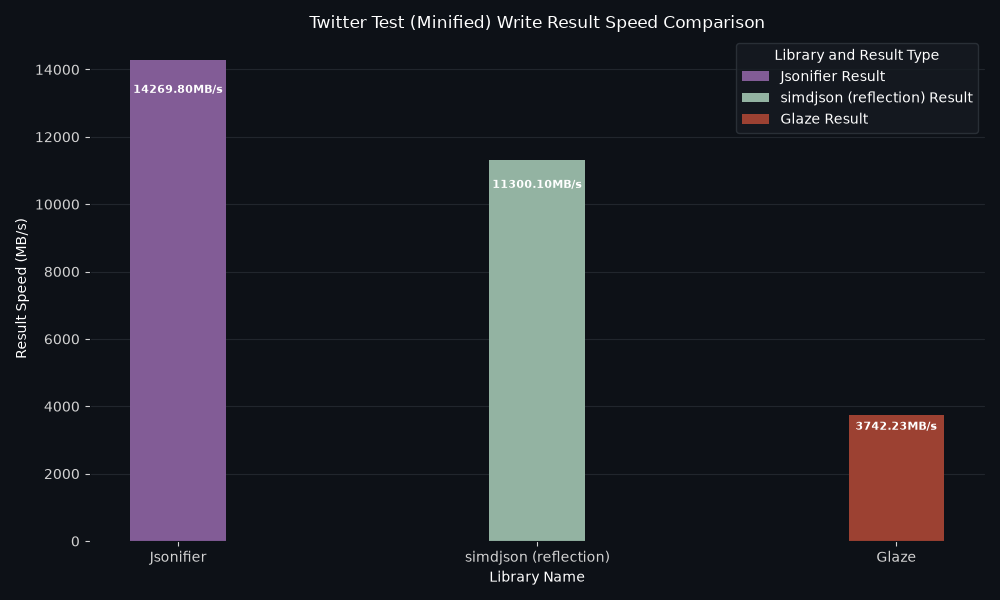 Twitter Test (Minified) Write Result Speed Comparison
Library and Result Type
Jsonifier Result
simdjson (reflection) Result
Glaze Result
Result Speed (MB/s)
14000
12000
10000
8000
6000
4000
2000
0
14269.80MB/s
11300.10MB/s
3742.23MB/s
Jsonifier
simdjson (reflection)
Glaze
Library Name